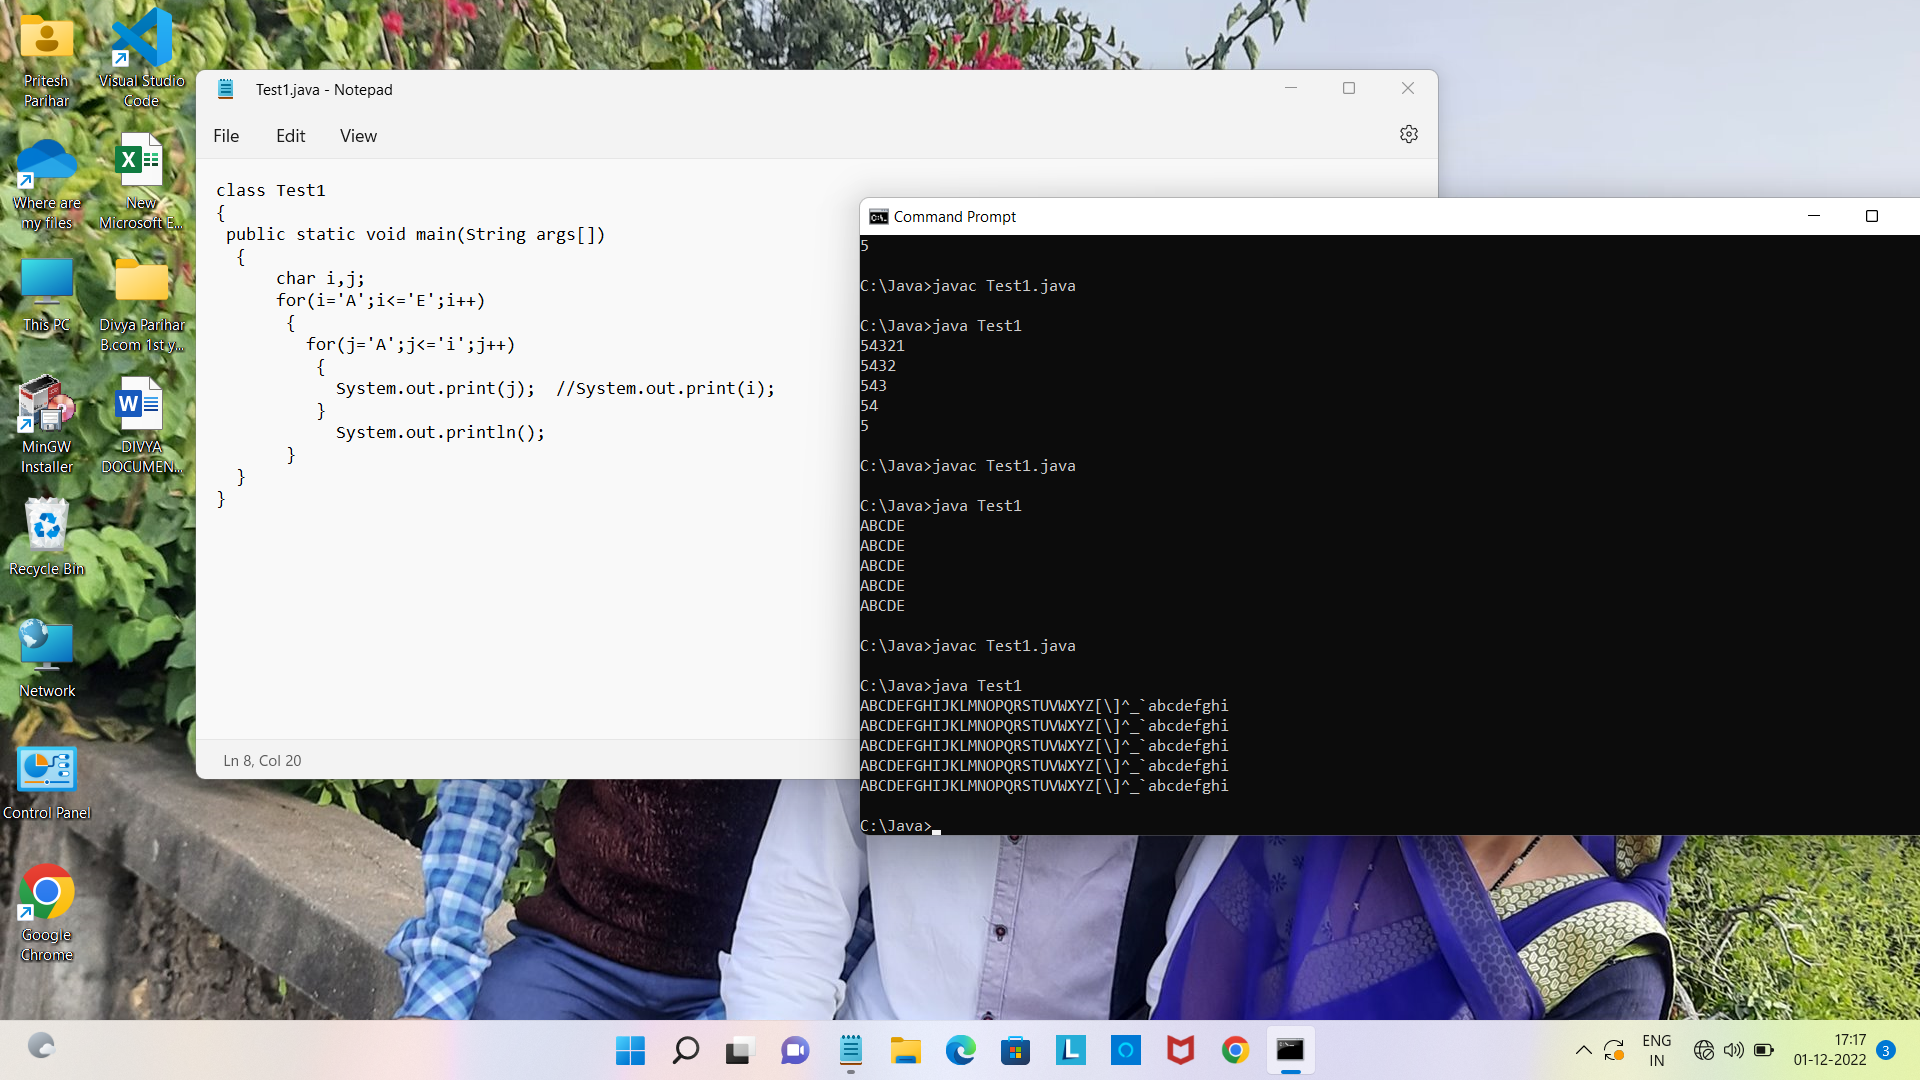 Pritesh
Parihar
Visual Studio
Code
Where are
my files
New
Microsoft E...
This PC
Divya Parihar
B.com 1st y...
MinGW
Installer
DIVYA
DOCUMEN...
Recycle Bin
Network
Control Panel
Google
Chrome
Test1.java - Notepad
File Edit View
class Test1
{
public static void main(String args[])
{
char i,j;
for(i='A';i<='E';i++)
{
for(j='A';j<='i';j++)
{
System.out.print(j); //System.out.print(i);
}
System.out.println();
}
}
}
Ln 8, Col 20
Command Prompt
5
C:\Java>javac Test1.java
C:\Java>java Test1
54321
5432
543
54
5
C:\Java>javac Test1.java
C:\Java>java Test1
ABCDE
ABCDE
ABCDE
ABCDE
ABCDE
C:\Java>javac Test1.java
C:\Java>java Test1
ABCDEFGHIJKLMNOPQRSTUVWXYZ[\]^_`abcdefghi
ABCDEFGHIJKLMNOPQRSTUVWXYZ[\]^_`abcdefghi
ABCDEFGHIJKLMNOPQRSTUVWXYZ[\]^_`abcdefghi
ABCDEFGHIJKLMNOPQRSTUVWXYZ[\]^_`abcdefghi
ABCDEFGHIJKLMNOPQRSTUVWXYZ[\]^_`abcdefghi
C:\Java>
ENG
IN
17:17
01-12-2022
3